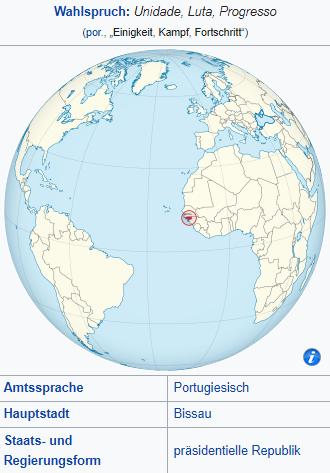 Wahlspruch: Unidade, Luta, Progresso
(por., „Einigkeit, Kampf, Fortschritt“)
i
Amtssprache Portugiesisch
Hauptstadt Bissau
Staats- und
Regierungsform präsidentielle Republik